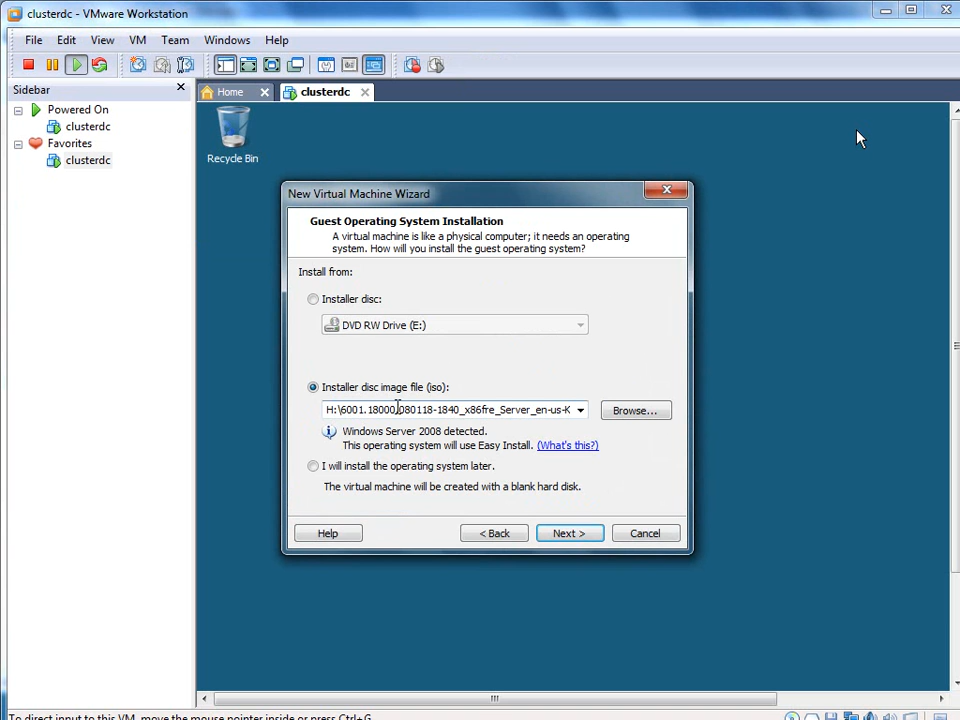 clusterdc - VMware Workstation
File Edit View VM Team Windows Help
Sidebar
Home clusterdc
Powered On
clusterdc
Favorites
clusterdc
Recycle Bin
New Virtual Machine Wizard
Guest Operating System Installation
A virtual machine is like a physical computer; it needs an operating
system. How will you install the guest operating system?
Install from:
Installer disc:
DVD RW Drive (E:)
Installer disc image file (iso):
H:\6001.18000.080118-1840_x86fre_Server_en-us-K
Browse...
Windows Server 2008 detected.
This operating system will use Easy Install. (What's this?)
I will install the operating system later.
The virtual machine will be created with a blank hard disk.
Help < Back Next > Cancel
To direct input to this VM, move the mouse pointer inside or press Ctrl+G.